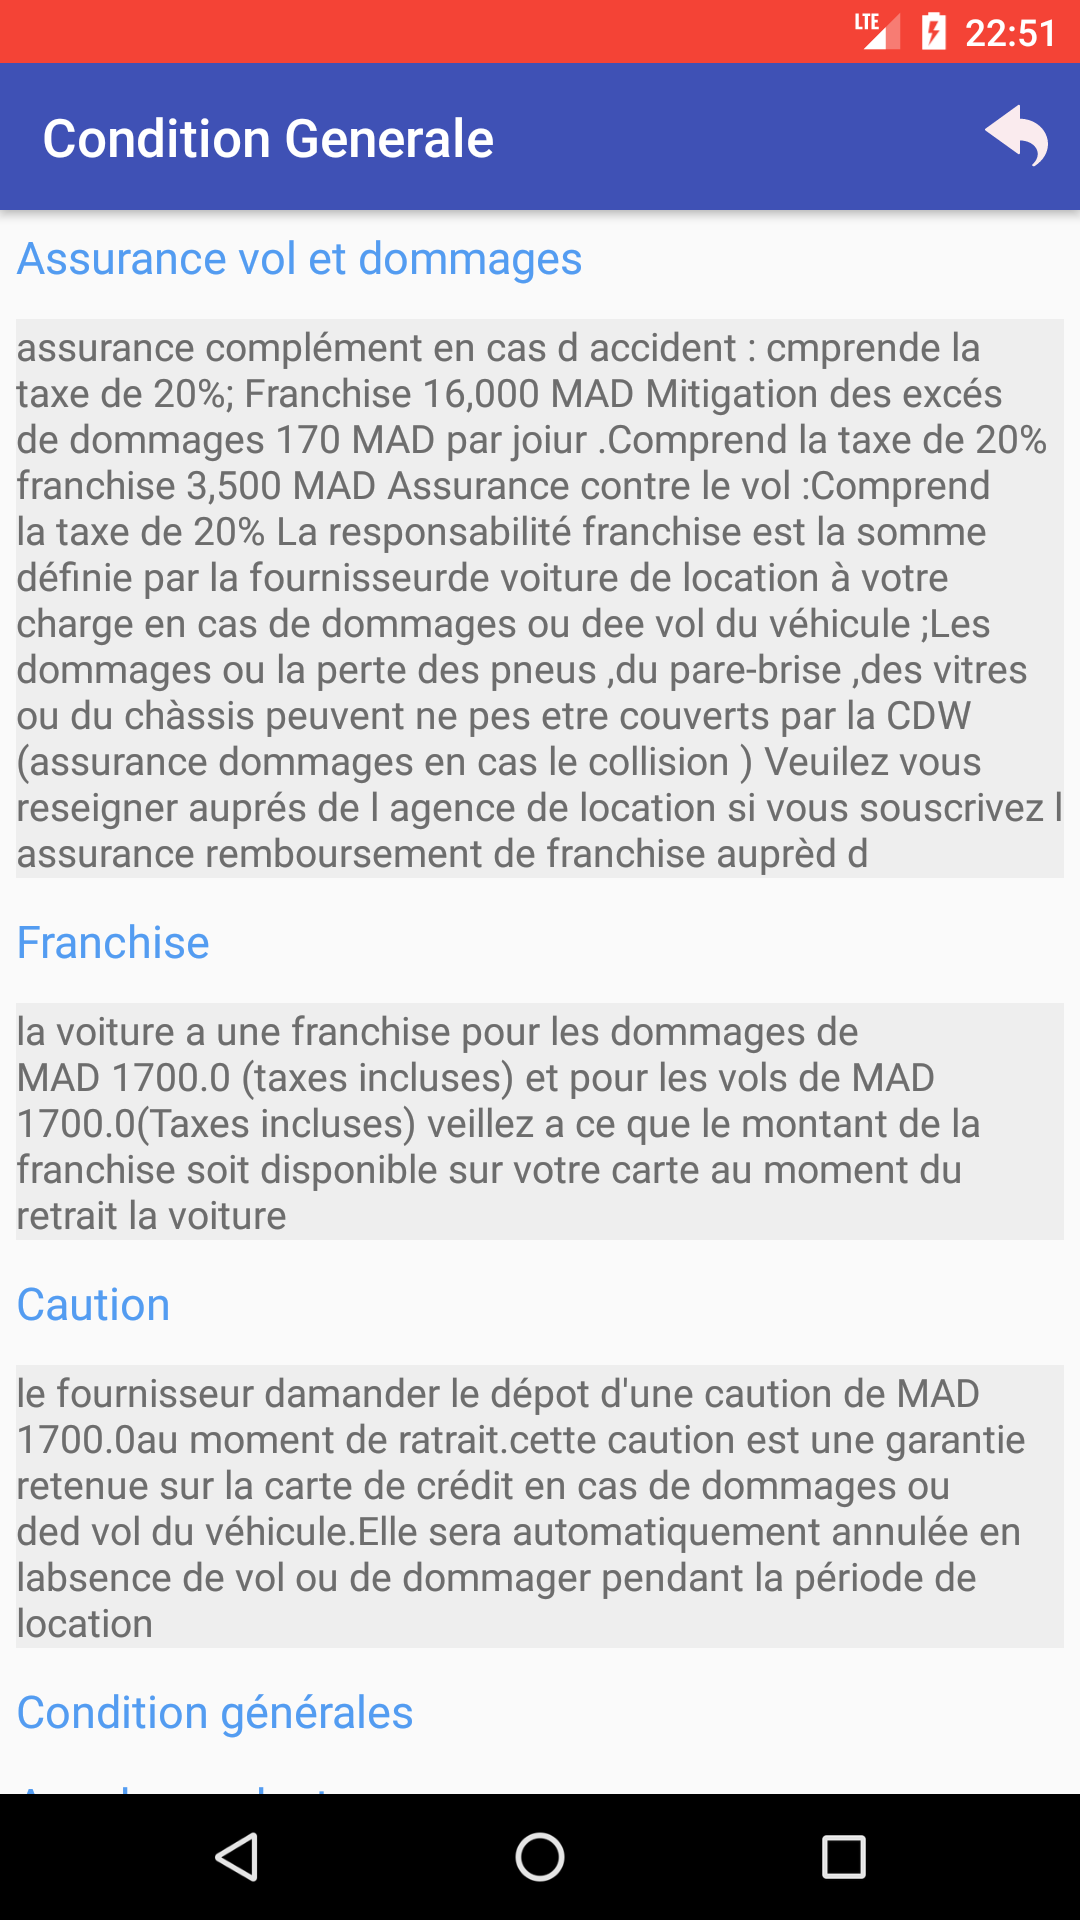 LTE 22:51
Condition Generale
Assurance vol et dommages
assurance complément en cas d accident : cmprende la
taxe de 20%; Franchise 16,000 MAD Mitigation des excés
de dommages 170 MAD par joiur .Comprend la taxe de 20%
franchise 3,500 MAD Assurance contre le vol :Comprend
la taxe de 20% La responsabilité franchise est la somme
définie par la fournisseurde voiture de location à votre
charge en cas de dommages ou dee vol du véhicule ;Les
dommages ou la perte des pneus ,du pare-brise ,des vitres
ou du chàssis peuvent ne pes etre couverts par la CDW
(assurance dommages en cas le collision ) Veuilez vous
reseigner auprés de l agence de location si vous souscrivez l
assurance remboursement de franchise auprèd d
Franchise
la voiture a une franchise pour les dommages de
MAD 1700.0 (taxes incluses) et pour les vols de MAD
1700.0(Taxes incluses) veillez a ce que le montant de la
franchise soit disponible sur votre carte au moment du
retrait la voiture
Caution
le fournisseur damander le dépot d'une caution de MAD
1700.0au moment de ratrait.cette caution est une garantie
retenue sur la carte de crédit en cas de dommages ou
ded vol du véhicule.Elle sera automatiquement annulée en
labsence de vol ou de dommager pendant la période de
location
Condition générales